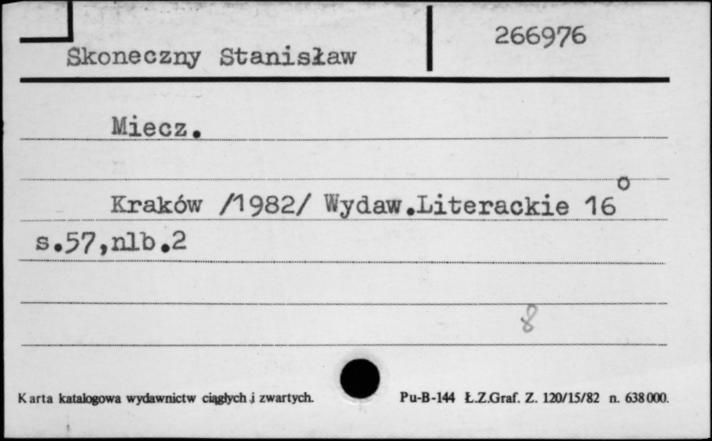 Skoneczny Stanisław
266976
Miecz.
Kraków /1982/ Wydaw.Literackie 16°
s.57,nlb.2
8
Karta katalogowa wydawnictw ciągłych i zwartych.
Pu-B-144 Ł.Z.Graf. Z. 120/15/82 n. 638000.